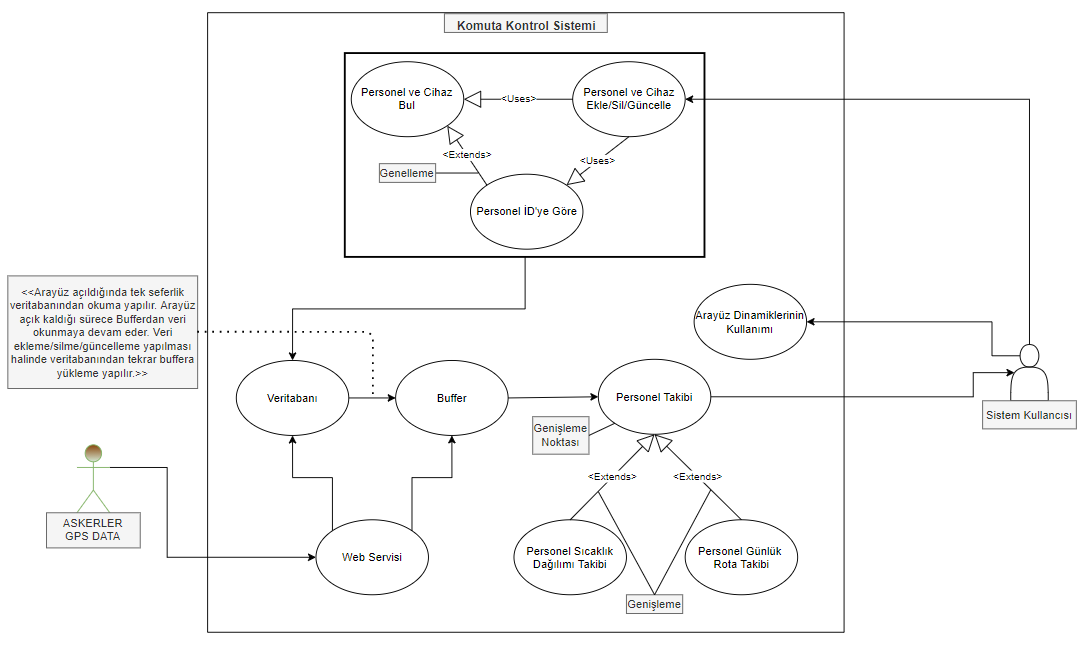 Komuta Kontrol Sistemi
Personel ve Cihaz
Bul
<Uses>
Personel ve Cihaz
Ekle/Sil/Güncelle
<Extends>
<Uses>
Genelleme
Personel İD'ye Göre
<<Arayüz açıldığında tek seferlik
veritabanından okuma yapılır. Arayüz
açık kaldığı sürece Bufferdan veri
okunmaya devam eder. Veri
ekleme/silme/güncelleme yapılması
halinde veritabanından tekrar buffera
yükleme yapılır.>>
Arayüz Dinamiklerinin
Kullanımı
Veritabanı
Buffer
Personel Takibi
Sistem Kullancısı
Genişleme
Noktası
<Extends>
<Extends>
ASKERLER
GPS DATA
Web Servisi
Personel Sıcaklık
Dağılımı Takibi
Personel Günlük
Rota Takibi
Genişleme